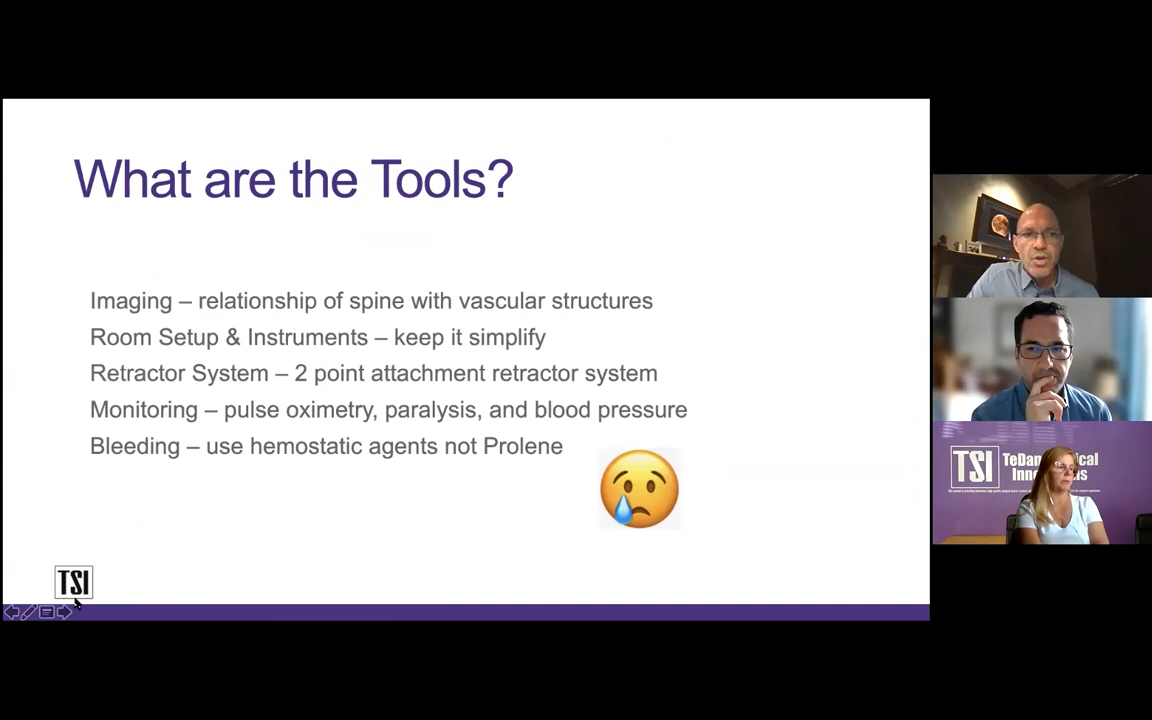 What are the Tools?
Imaging – relationship of spine with vascular structures
Room Setup & Instruments – keep it simplify
Retractor System – 2 point attachment retractor system
Monitoring – pulse oximetry, paralysis, and blood pressure
Bleeding – use hemostatic agents not Prolene
TSI
TSI